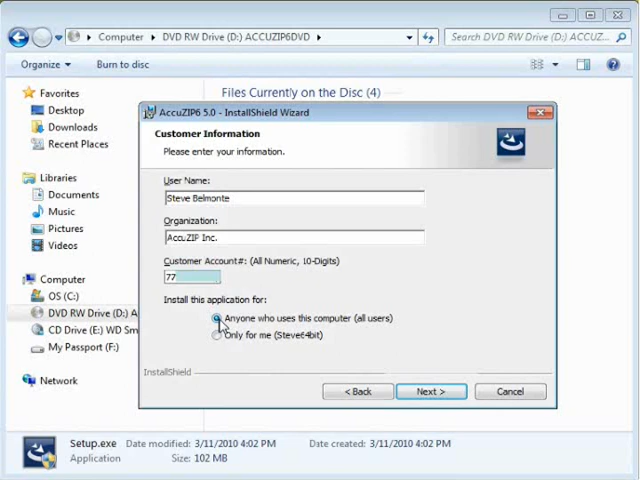 Computer
DVD RW Drive (D:) ACCUZIP6DVD
Search DVD RW Drive (D:) ACCUZIP6...
Organize
Burn to disc
Favorites
Desktop
Downloads
Recent Places
Libraries
Documents
Music
Pictures
Videos
Computer
OS (C:)
DVD RW Drive (D:) A
CD Drive (E:) WD Sm
My Passport (F:)
Network
Files Currently on the Disc (4)
AccuZIP6 5.0 - InstallShield Wizard
Customer Information
Please enter your information.
User Name:
Steve Belmonte
Organization:
AccuZIP Inc.
Customer Account#: (All Numeric, 10-Digits)
77
Install this application for:
Anyone who uses this computer (all users)
Only for me (Steve64bit)
InstallShield
< Back
Next >
Cancel
Setup.exe
Date modified: 3/11/2010 4:02 PM
Date created: 3/11/2010 4:02 PM
Application
Size: 102 MB